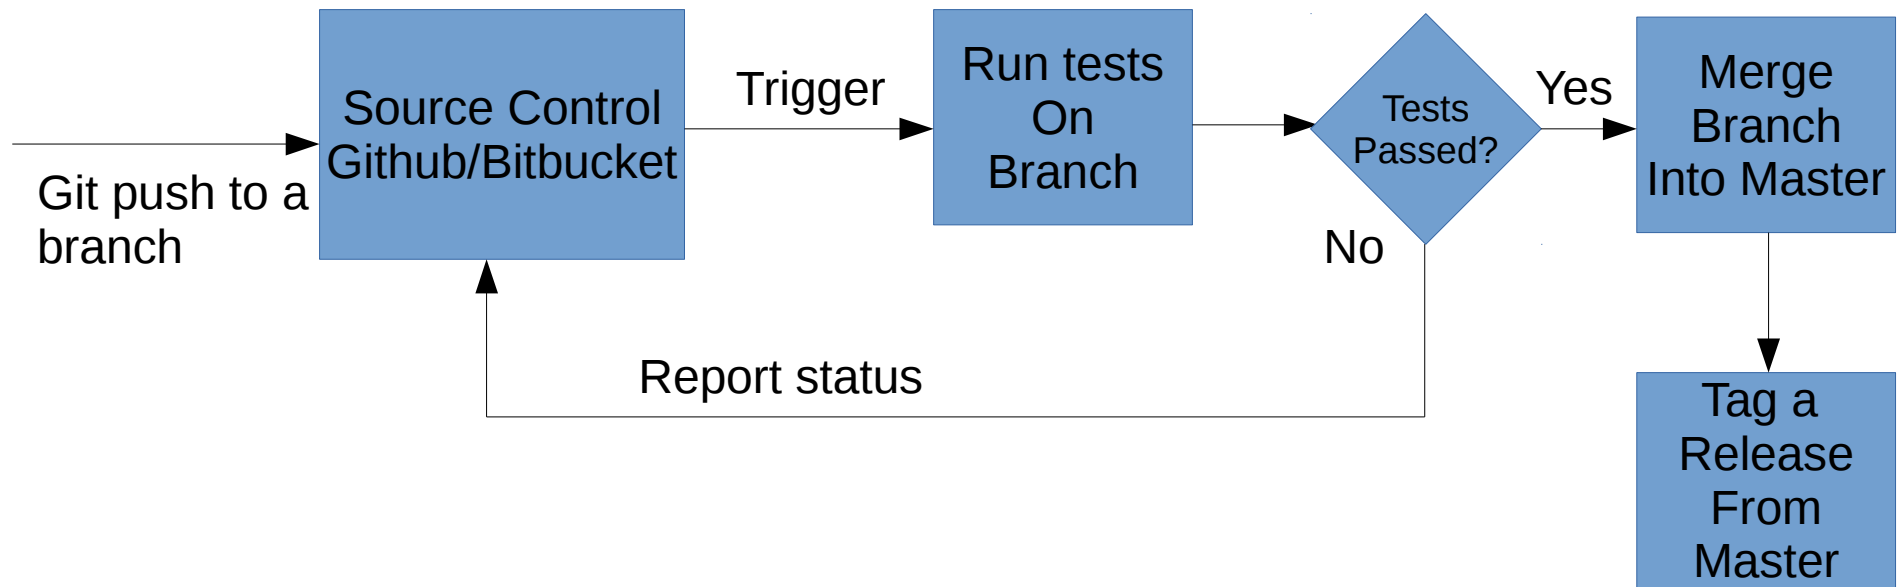 Git push to a
branch
Source Control
Github/Bitbucket
Trigger
Run tests
On
Branch
Tests
Passed?
Yes
No
Merge
Branch
Into Master
Report status
Tag a
Release
From
Master